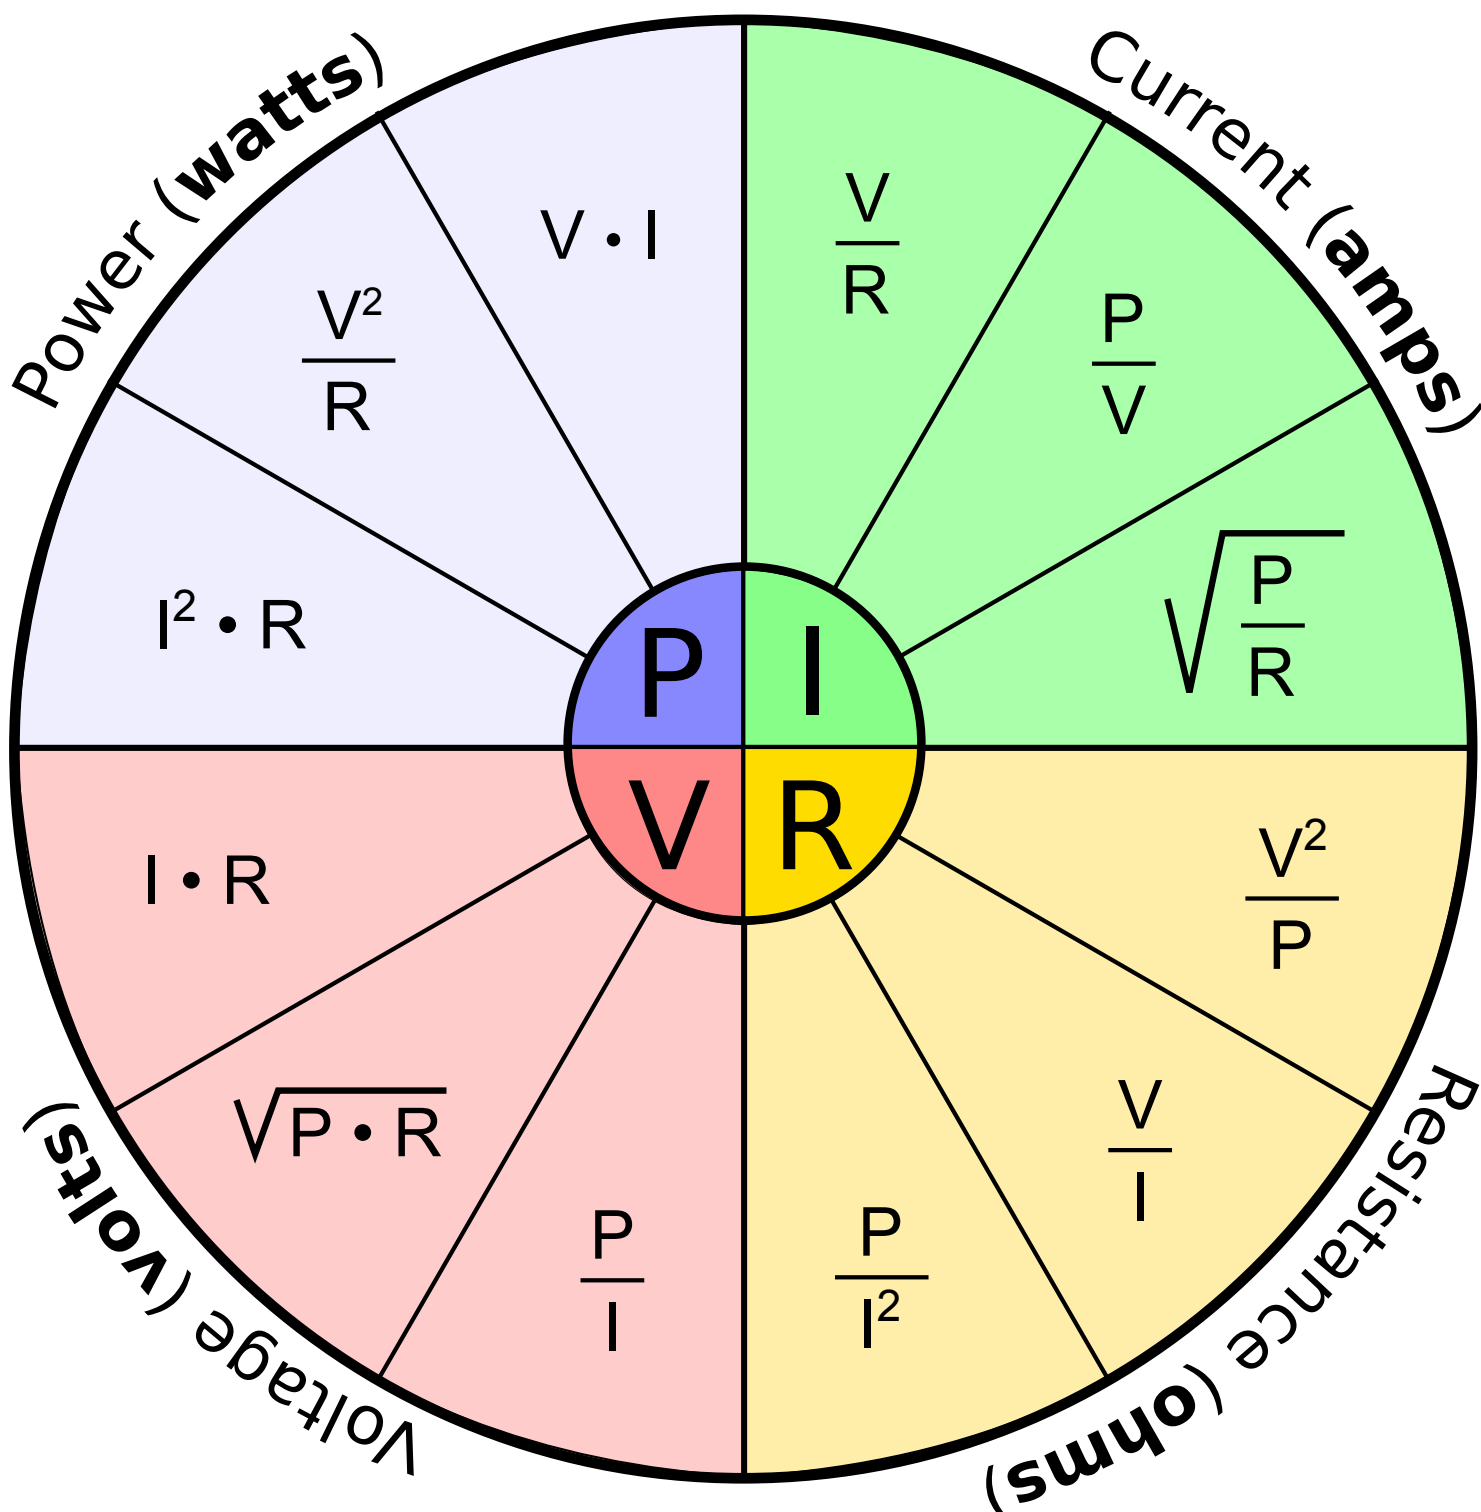 Power (watts)
Current (amps)
V • I
V²
R
I² • R
V
R
P
V
√
P
R
P
I
V
R
I • R
√P • R
P
I
V²
P
V
I
P
I²
Voltage (volts)
Resistance (ohms)